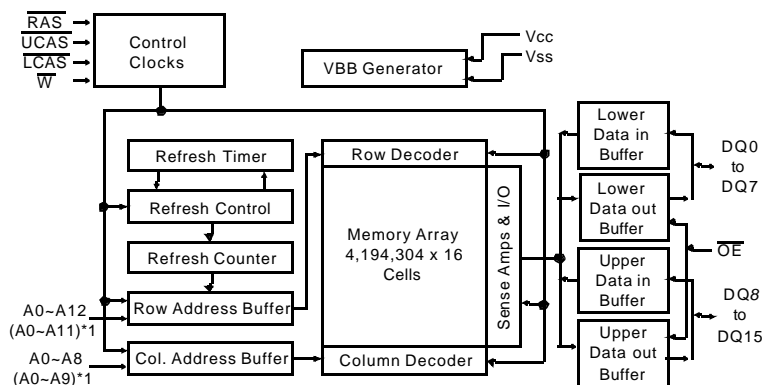 RAS
UCAS
LCAS
W
Control
Clocks
VBB Generator
Vcc
Vss
Refresh Timer
Refresh Control
Refresh Counter
Row Address Buffer
Col. Address Buffer
A0~A12
(A0~A11)*1
A0~A8
(A0~A9)*1
Row Decoder
Memory Array
4,194,304 x 16
Cells
Column Decoder
Sense Amps & I/O
Lower
Data in
Buffer
Lower
Data out
Buffer
Upper
Data in
Buffer
Upper
Data out
Buffer
DQ0
to
DQ7
OE
DQ8
to
DQ15